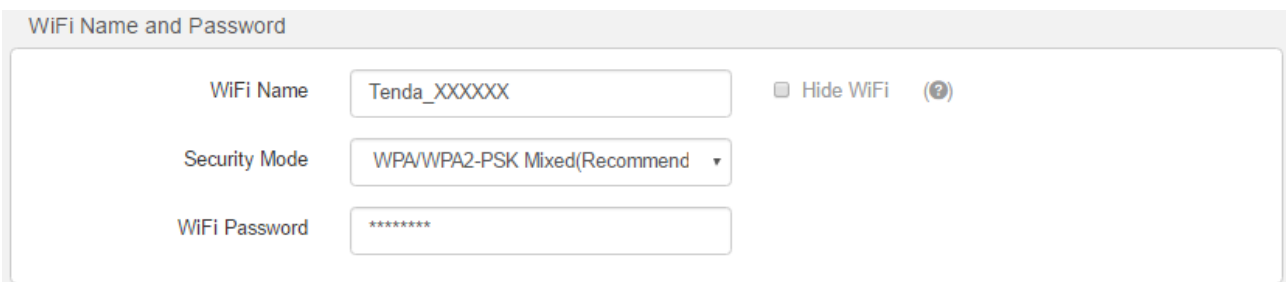 WiFi Name and Password
WiFi Name Tenda_XXXXXX Hide WiFi (?)
Security Mode WPA/WPA2-PSK Mixed(Recommend
WiFi Password ********